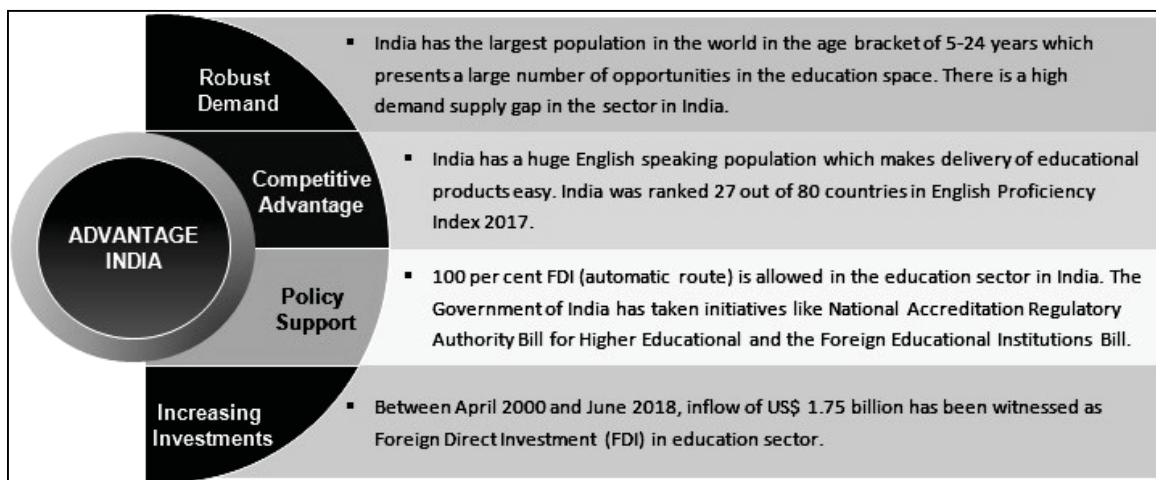 ADVANTAGE
INDIA
Robust
Demand
▪ India has the largest population in the world in the age bracket of 5-24 years which
presents a large number of opportunities in the education space. There is a high
demand supply gap in the sector in India.
Competitive
Advantage
▪ India has a huge English speaking population which makes delivery of educational
products easy. India was ranked 27 out of 80 countries in English Proficiency
Index 2017.
Policy
Support
▪ 100 per cent FDI (automatic route) is allowed in the education sector in India. The
Government of India has taken initiatives like National Accreditation Regulatory
Authority Bill for Higher Educational and the Foreign Educational Institutions Bill.
Increasing
Investments
▪ Between April 2000 and June 2018, inflow of US$ 1.75 billion has been witnessed as
Foreign Direct Investment (FDI) in education sector.